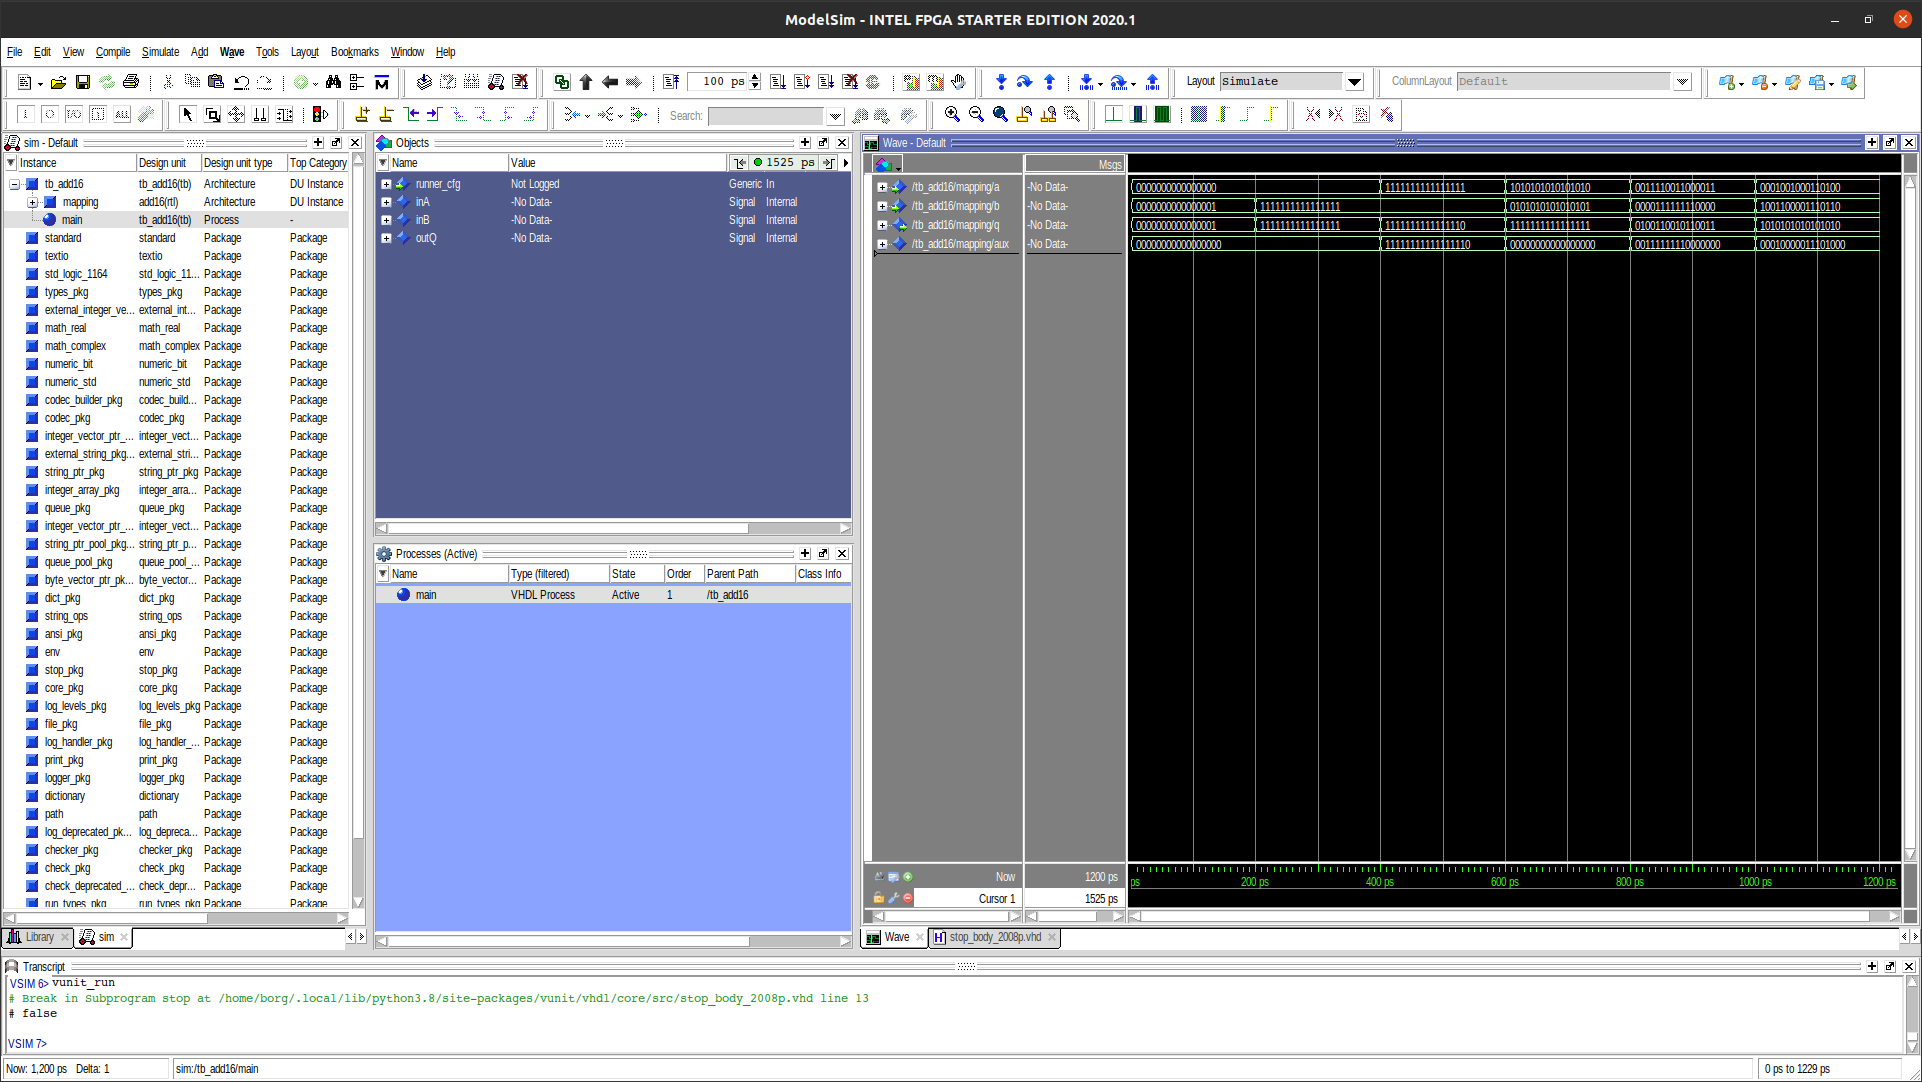 ModelSim - INTEL FPGA STARTER EDITION 2020.1
File Edit View Compile Simulate Add Wave Tools Layout Bookmarks Window Help
100 ps
Layout Simulate
ColumnLayout Default
Search:
sim - Default
Instance Design unit Design unit type Top Category
tb_add16 tb_add16(tb) Architecture DU Instance
mapping add16(rtl) Architecture DU Instance
main tb_add16(tb) Process -
standard standard Package Package
textio textio Package Package
std_logic_1164 std_logic_11... Package Package
types_pkg types_pkg Package Package
external_integer_ve... external_int... Package Package
math_real math_real Package Package
math_complex math_complex Package Package
numeric_bit numeric_bit Package Package
numeric_std numeric_std Package Package
codec_builder_pkg codec_build... Package Package
codec_pkg codec_pkg Package Package
integer_vector_ptr_... integer_vect... Package Package
external_string_pkg... external_stri... Package Package
string_ptr_pkg string_ptr_pkg Package Package
integer_array_pkg integer_arra... Package Package
queue_pkg queue_pkg Package Package
integer_vector_ptr_... integer_vect... Package Package
string_ptr_pool_pkg... string_ptr_p... Package Package
queue_pool_pkg queue_pool_... Package Package
byte_vector_ptr_pk... byte_vector... Package Package
dict_pkg dict_pkg Package Package
string_ops string_ops Package Package
ansi_pkg ansi_pkg Package Package
env env Package Package
stop_pkg stop_pkg Package Package
core_pkg core_pkg Package Package
log_levels_pkg log_levels_pkg Package Package
file_pkg file_pkg Package Package
log_handler_pkg log_handler_... Package Package
print_pkg print_pkg Package Package
logger_pkg logger_pkg Package Package
dictionary dictionary Package Package
path path Package Package
log_deprecated_pk... log_depreca... Package Package
checker_pkg checker_pkg Package Package
check_pkg check_pkg Package Package
check_deprecated_... check_depr... Package Package
run_types_pkg run_types_pkg Package Package
Library sim
Objects
Name Value 1525 ps
runner_cfg Not Logged Generic In
inA -No Data- Signal Internal
inB -No Data- Signal Internal
outQ -No Data- Signal Internal
Processes (Active)
Name Type (filtered) State Order Parent Path Class Info
main VHDL Process Active 1 /tb_add16
Wave - Default
Msgs
/tb_add16/mapping/a -No Data- 0000000000000000 1111111111111111 1010101010101010 0011110011000011 0001001000110100
/tb_add16/mapping/b -No Data- 0000000000000001 1111111111111111 0101010101010101 0000111111110000 1001100001110110
/tb_add16/mapping/q -No Data- 0000000000000001 1111111111111111 1111111111111110 1111111111111111 0100110010110011 1010101010101010
/tb_add16/mapping/aux -No Data- 00000000000000000 11111111111111110 00000000000000000 00111111110000000 00010000011101000
Now 1200 ps
Cursor 1 1525 ps
ps 200 ps 400 ps 600 ps 800 ps 1000 ps 1200 ps
Wave stop_body_2008p.vhd
Transcript
VSIM 6> vunit_run
# Break in Subprogram stop at /home/borg/.local/lib/python3.8/site-packages/vunit/vhdl/core/src/stop_body_2008p.vhd line 13
# false
VSIM 7>
Now: 1,200 ps Delta: 1 sim:/tb_add16/main 0 ps to 1229 ps